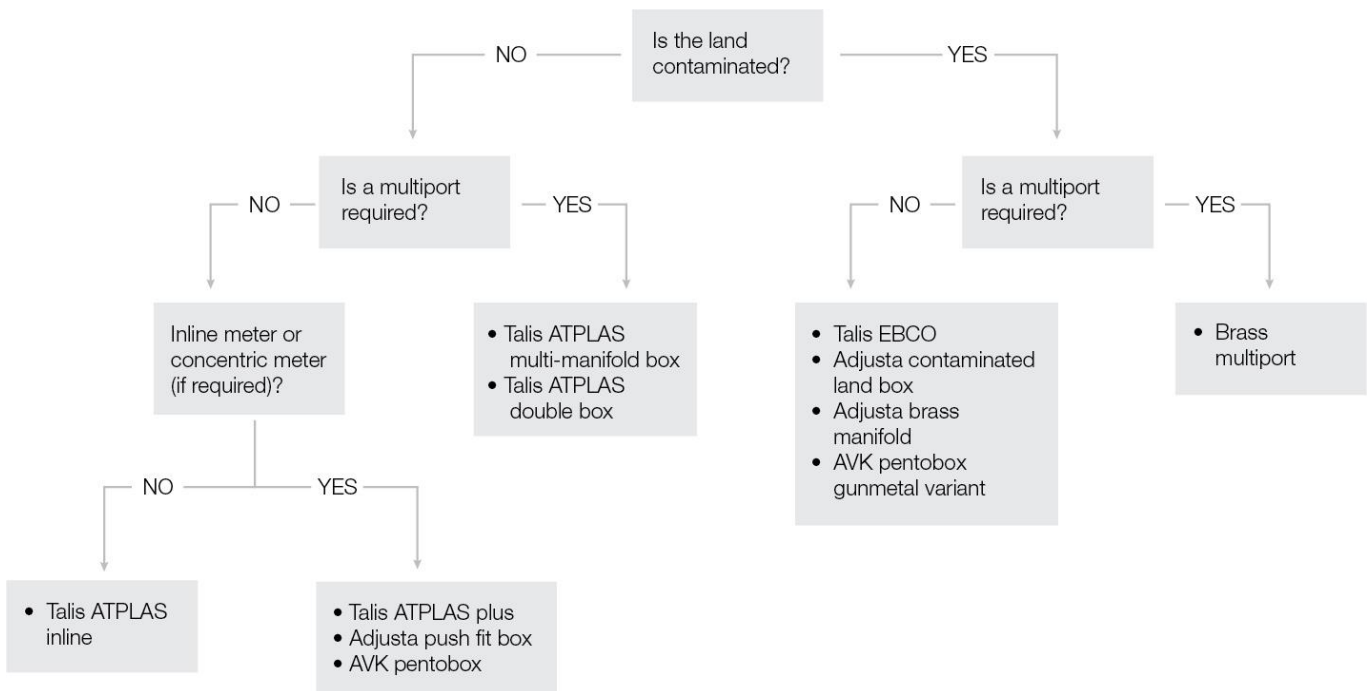 Is the land
contaminated?
NO
YES
Is a multiport
required?
Is a multiport
required?
NO
YES
NO
YES
Inline meter or
concentric meter
(if required)?
• Talis ATPLAS
multi-manifold box
• Talis ATPLAS
double box
• Talis EBCO
• Adjusta contaminated
land box
• Adjusta brass
manifold
• AVK pentobox
gunmetal variant
• Brass
multiport
NO
YES
• Talis ATPLAS
inline
• Talis ATPLAS plus
• Adjusta push fit box
• AVK pentobox